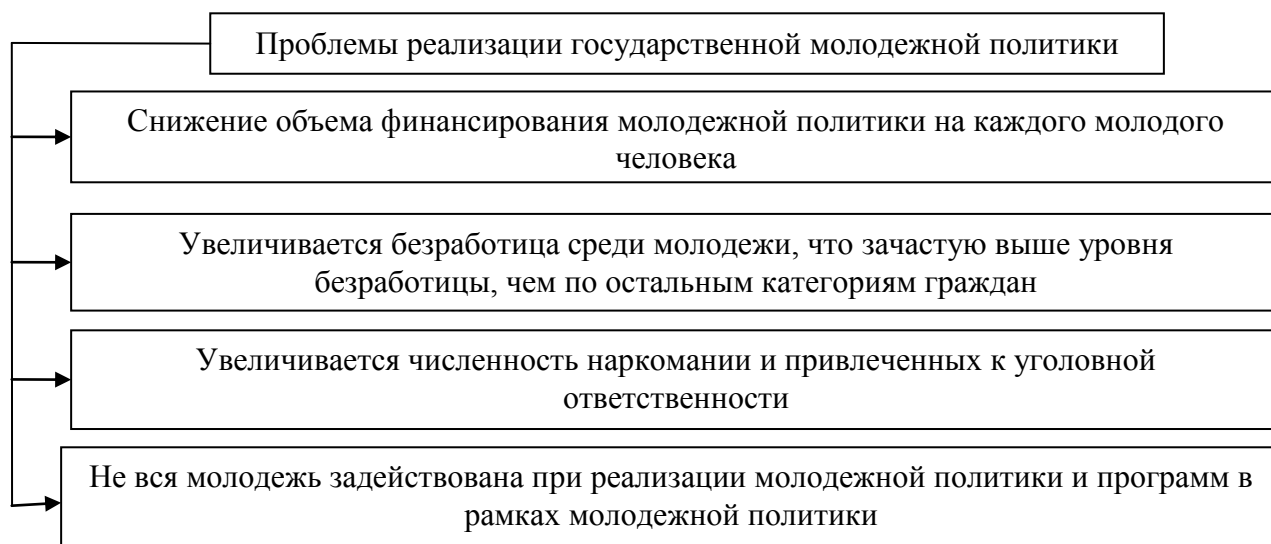 Проблемы реализации государственной молодежной политики
Снижение объема финансирования молодежной политики на каждого молодого
человека
Увеличивается безработица среди молодежи, что зачастую выше уровня
безработицы, чем по остальным категориям граждан
Увеличивается численность наркомании и привлеченных к уголовной
ответственности
Не вся молодежь задействована при реализации молодежной политики и программ в
рамках молодежной политики